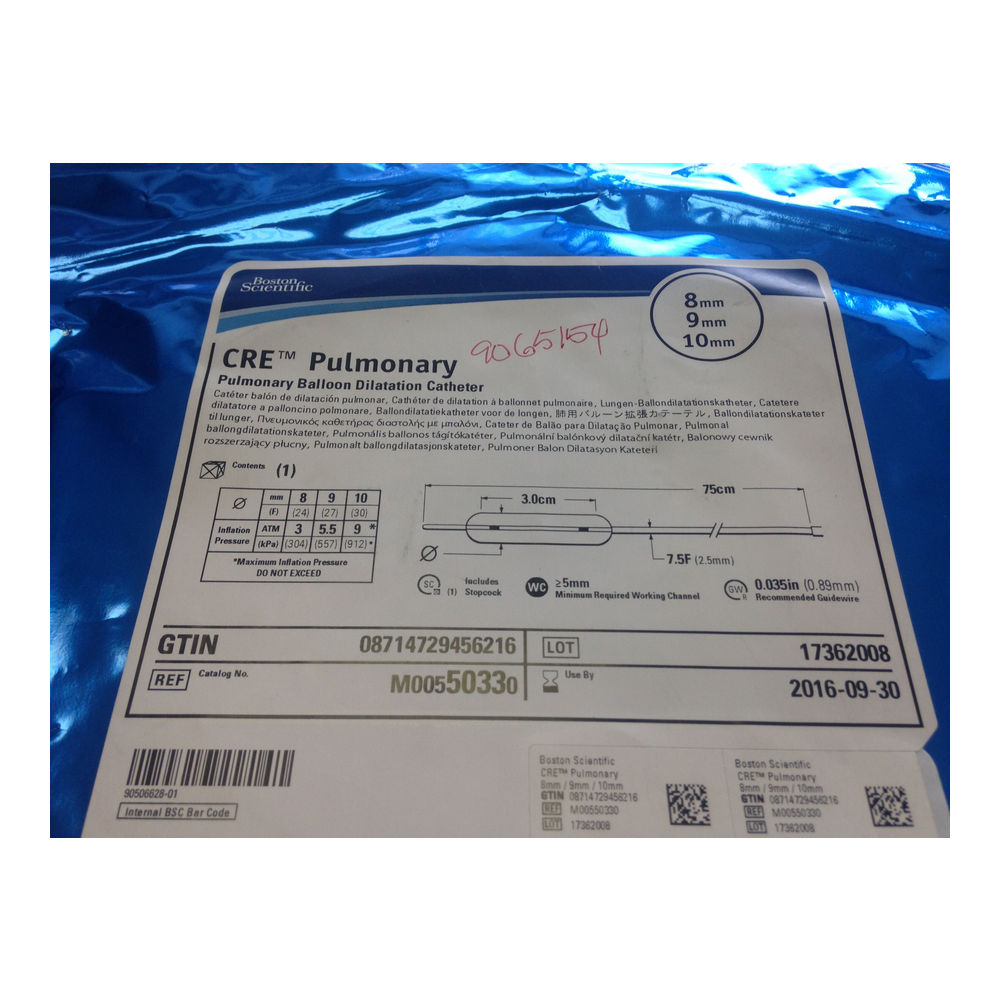 Boston
Scientific
8mm
9mm
10mm
9065154
CRE™ Pulmonary
Pulmonary Balloon Dilatation Catheter
Catéter balón de dilatación pulmonar, Cathéter de dilatation à ballonnet pulmonaire, Lungen-Ballondilatationskatheter, Catetere
dilatatore a palloncino polmonare, Ballondilatatiekatheter voor de longen, 肺用バルーン拡張カテーテル, Ballondilatationskateter
til lunger, Πνευμονικός καθετήρας διαστολής με μπαλόνι, Cateter de Balão para Dilatação Pulmonar, Pulmonal
ballongdilatationskateter, Pulmonális ballonos tágítókatéter, Pulmonální balónkový dilatační katétr, Balonowy cewnik
rozszerzający płucny, Pulmonalt ballongdilatasjonskateter, Pulmoner Balon Dilatasyon Kateteri
Contents (1)
Ø mm 8 9 10
(F) (24) (27) (30)
Inflation Pressure ATM 3 5.5 9 *
(kPa) (304) (557) (912) *
*Maximum Inflation Pressure
DO NOT EXCEED
75cm
3.0cm
Ø
7.5F (2.5mm)
SC (1) Includes
Stopcock
WC ≥5mm
Minimum Required Working Channel
GW R 0.035in (0.89mm)
Recommended Guidewire
GTIN 08714729456216
LOT 17362008
REF Catalog No. M00550330
Use By 2016-09-30
90506628-01
Internal BSC Bar Code
Boston Scientific
CRE™ Pulmonary
8mm / 9mm / 10mm
GTIN 08714729456216
REF M00550330
LOT 17362008
Boston Scientific
CRE™ Pulmonary
8mm / 9mm / 10mm
GTIN 08714729456216
REF M00550330
LOT 17362008